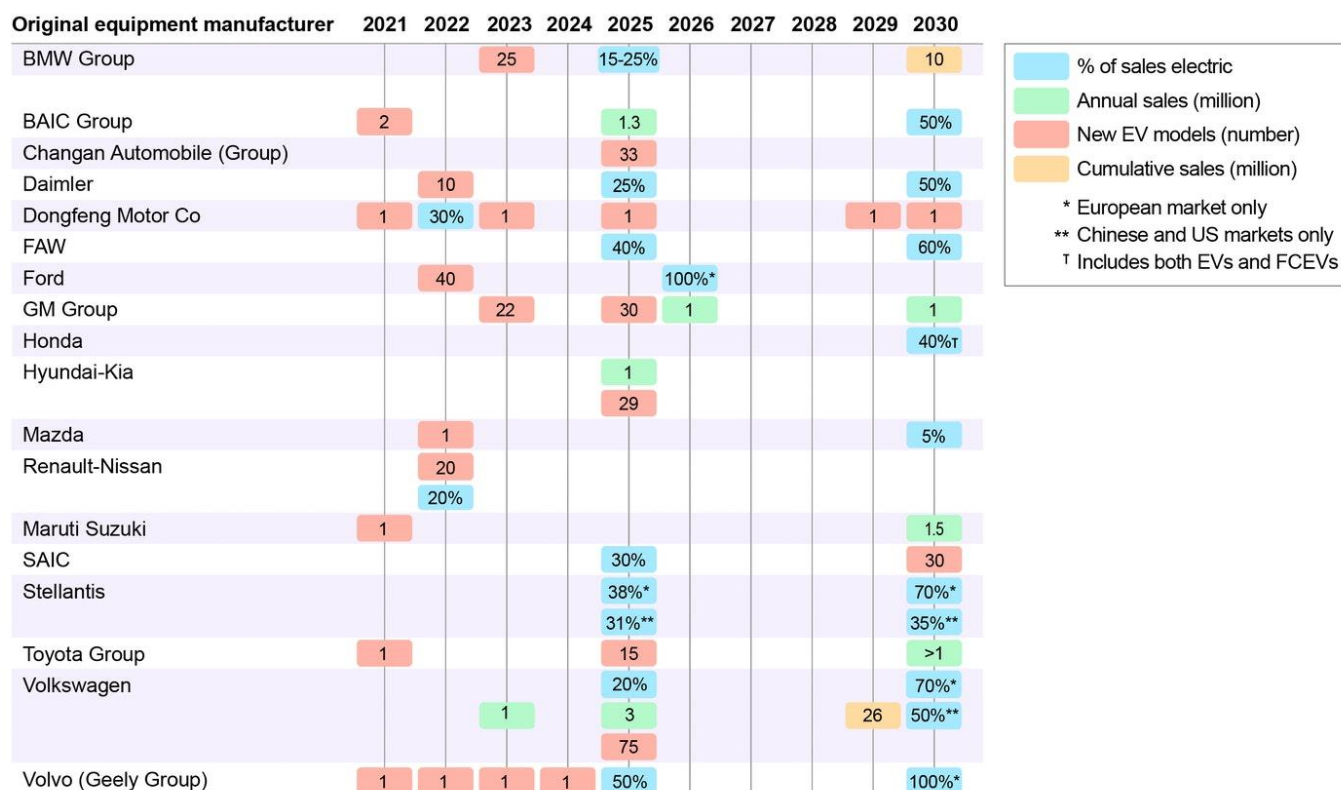 Original equipment manufacturer 2021 2022 2023 2024 2025 2026 2027 2028 2029 2030
BMW Group 25 15-25% 10
BAIC Group 2 1.3 50%
Changan Automobile (Group) 33
Daimler 10 25% 50%
Dongfeng Motor Co 1 30% 1 1 1 1
FAW 40% 60%
Ford 40 100%*
GM Group 22 30 1 1
Honda 40%ᵀ
Hyundai-Kia 1
29
Mazda 1 5%
Renault-Nissan 20
20%
Maruti Suzuki 1 1.5
SAIC 30% 30
Stellantis 38%* 70%*
31%** 35%**
Toyota Group 1 15 >1
Volkswagen 20% 70%*
1 3 26 50%**
75
Volvo (Geely Group) 1 1 1 1 50% 100%*
% of sales electric
Annual sales (million)
New EV models (number)
Cumulative sales (million)
* European market only
** Chinese and US markets only
ᵀ Includes both EVs and FCEVs